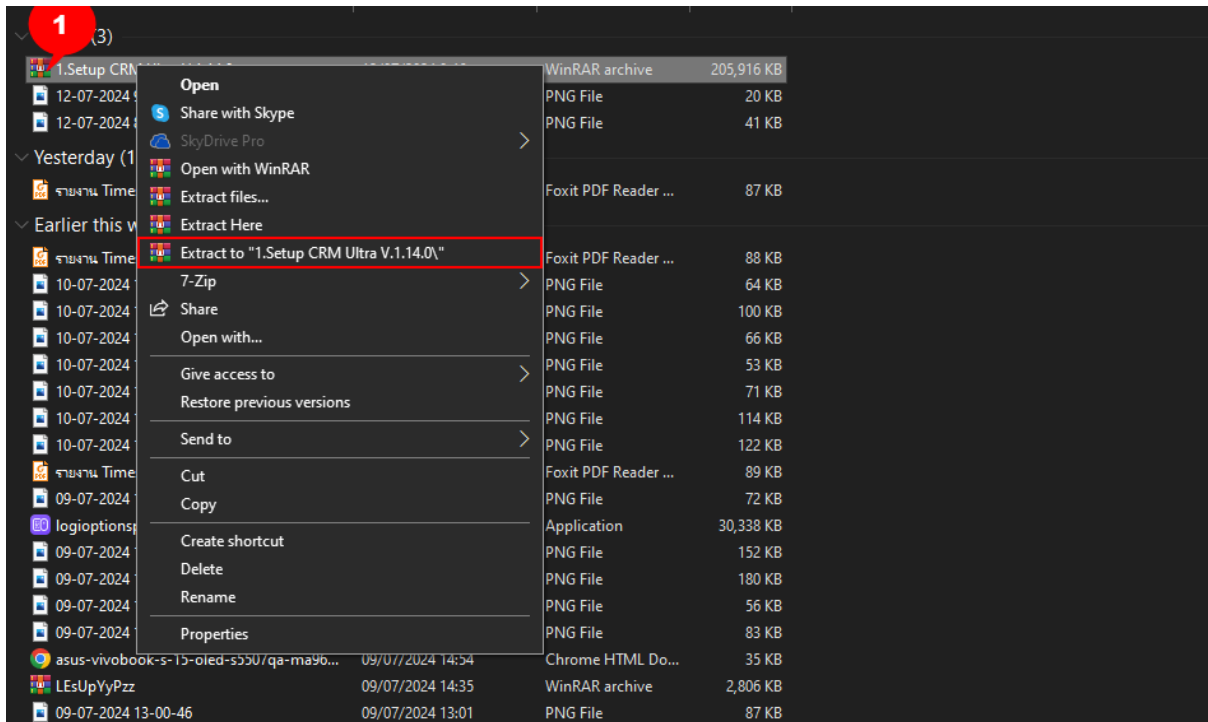 1
(3)
1.Setup CRM WinRAR archive 205,916 KB
Open
12-07-2024 PNG File 20 KB
Share with Skype
12-07-2024 PNG File 41 KB
SkyDrive Pro
Yesterday (1
Open with WinRAR
รายงาน Time Foxit PDF Reader ... 87 KB
Extract files...
Earlier this w
Extract Here
Extract to "1.Setup CRM Ultra V.1.14.0\"
รายงาน Time Foxit PDF Reader ... 88 KB
7-Zip
10-07-2024 PNG File 64 KB
Share
10-07-2024 PNG File 100 KB
Open with...
10-07-2024 PNG File 66 KB
10-07-2024 PNG File 53 KB
Give access to
10-07-2024 PNG File 71 KB
Restore previous versions
10-07-2024 PNG File 114 KB
Send to
10-07-2024 PNG File 122 KB
รายงาน Time Foxit PDF Reader ... 89 KB
Cut
09-07-2024 PNG File 72 KB
Copy
logioptionsp Application 30,338 KB
Create shortcut
09-07-2024 PNG File 152 KB
Delete
09-07-2024 PNG File 180 KB
Rename
09-07-2024 PNG File 56 KB
Properties
09-07-2024 PNG File 83 KB
asus-vivobook-s-15-oled-s5507qa-ma96... 09/07/2024 14:54 Chrome HTML Do... 35 KB
LEsUpYyPzz 09/07/2024 14:35 WinRAR archive 2,806 KB
09-07-2024 13-00-46 09/07/2024 13:01 PNG File 87 KB